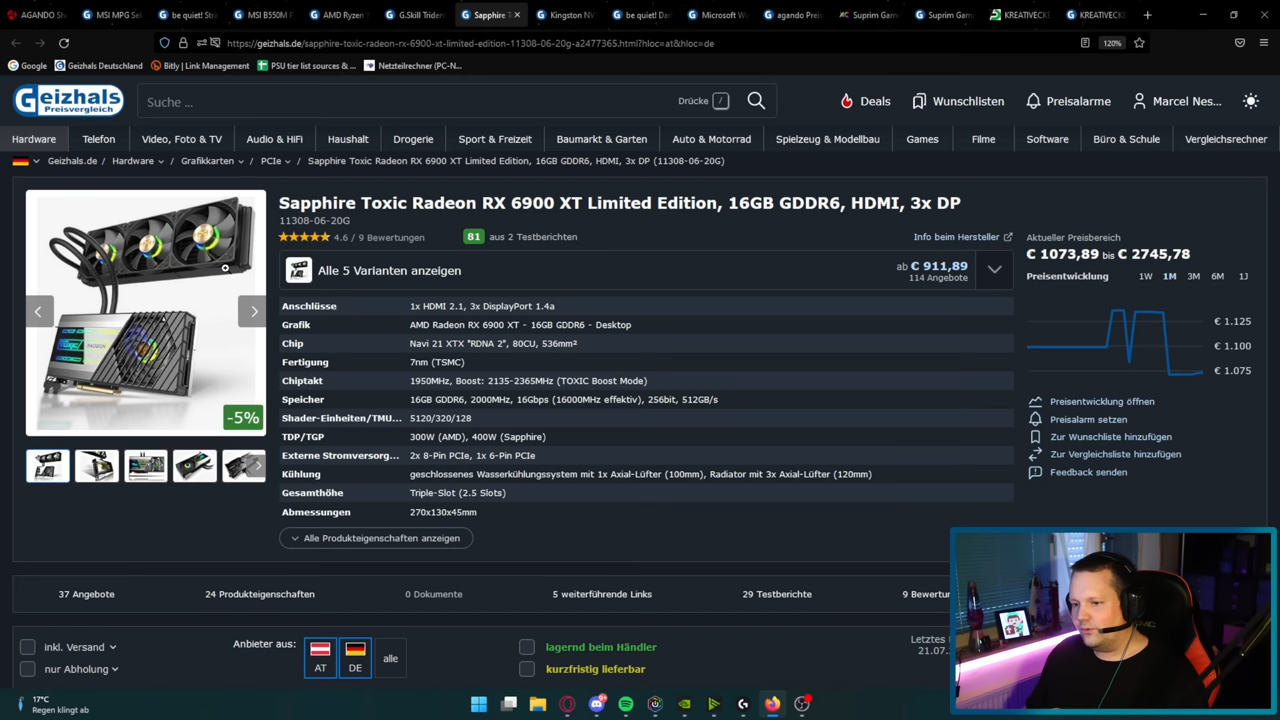 AGANDO Sh
MSI MPG Sel
be quiet! Stra
MSI B550M P
AMD Ryzen 7
G.Skill Triden
Sapphire T
Kingston NV
be quiet! Dar
Microsoft W
agando Prei
Suprim Gam
Suprim Gam
KREATIVECK
KREATIVECK
https://geizhals.de/sapphire-toxic-radeon-rx-6900-xt-limited-edition-11308-06-20g-a2477365.html?hloc=at&hloc=de
120%
Google
Geizhals Deutschland
Bitly | Link Management
PSU tier list sources & ...
Netzteilrechner (PC-N...
Geizhals
Preisvergleich
Suche ...
Drücke /
Deals
Wunschlisten
Preisalarme
Marcel Nes...
Hardware
Telefon
Video, Foto & TV
Audio & HiFi
Haushalt
Drogerie
Sport & Freizeit
Baumarkt & Garten
Auto & Motorrad
Spielzeug & Modellbau
Games
Filme
Software
Büro & Schule
Vergleichsrechner
Geizhals.de / Hardware / Grafikkarten / PCIe / Sapphire Toxic Radeon RX 6900 XT Limited Edition, 16GB GDDR6, HDMI, 3x DP (11308-06-20G)
Sapphire Toxic Radeon RX 6900 XT Limited Edition, 16GB GDDR6, HDMI, 3x DP
11308-06-20G
4.6 / 9 Bewertungen
81 aus 2 Testberichten
Info beim Hersteller
Alle 5 Varianten anzeigen
ab € 911,89
114 Angebote
RADEON
-5%
Anschlüsse 1x HDMI 2.1, 3x DisplayPort 1.4a
Grafik AMD Radeon RX 6900 XT - 16GB GDDR6 - Desktop
Chip Navi 21 XTX "RDNA 2", 80CU, 536mm²
Fertigung 7nm (TSMC)
Chiptakt 1950MHz, Boost: 2135-2365MHz (TOXIC Boost Mode)
Speicher 16GB GDDR6, 2000MHz, 16Gbps (16000MHz effektiv), 256bit, 512GB/s
Shader-Einheiten/TMU... 5120/320/128
TDP/TGP 300W (AMD), 400W (Sapphire)
Externe Stromversorg... 2x 8-Pin PCIe, 1x 6-Pin PCIe
Kühlung geschlossenes Wasserkühlungssystem mit 1x Axial-Lüfter (100mm), Radiator mit 3x Axial-Lüfter (120mm)
Gesamthöhe Triple-Slot (2.5 Slots)
Abmessungen 270x130x45mm
Alle Produkteigenschaften anzeigen
Aktueller Preisbereich
€ 1073,89 bis € 2745,78
Preisentwicklung 1W 1M 3M 6M 1J
€ 1.125
€ 1.100
€ 1.075
Preisentwicklung öffnen
Preisalarm setzen
Zur Wunschliste hinzufügen
Zur Vergleichsliste hinzufügen
Feedback senden
37 Angebote
24 Produkteigenschaften
0 Dokumente
5 weiterführende Links
29 Testberichte
9 Bewertun
inkl. Versand
nur Abholung
Anbieter aus:
AT
DE
alle
lagernd beim Händler
kurzfristig lieferbar
Letztes
21.07.
17°C
Regen klingt ab